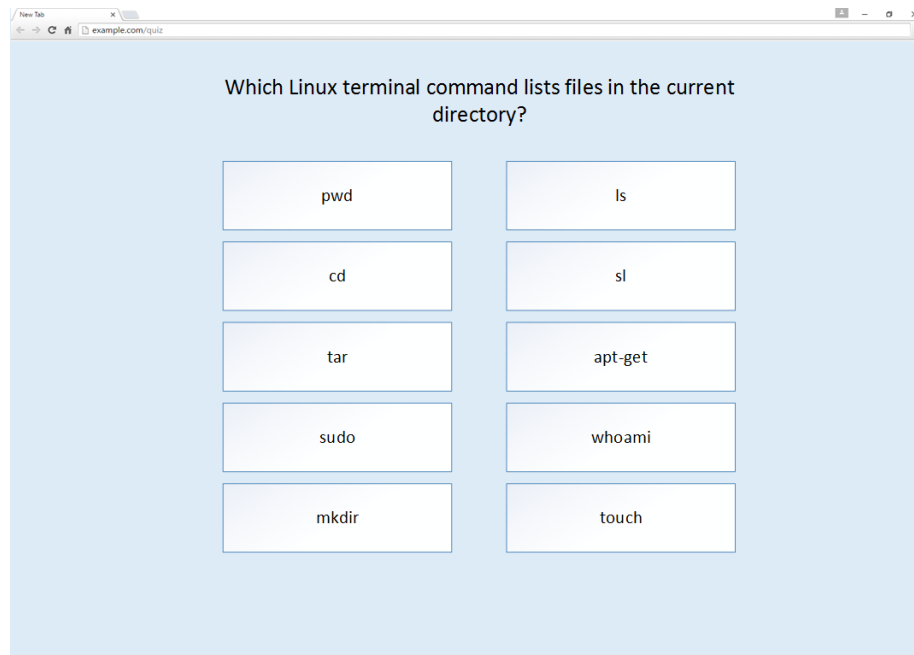 New Tab
example.com/quiz
Which Linux terminal command lists files in the current
directory?
pwd
ls
cd
sl
tar
apt-get
sudo
whoami
mkdir
touch